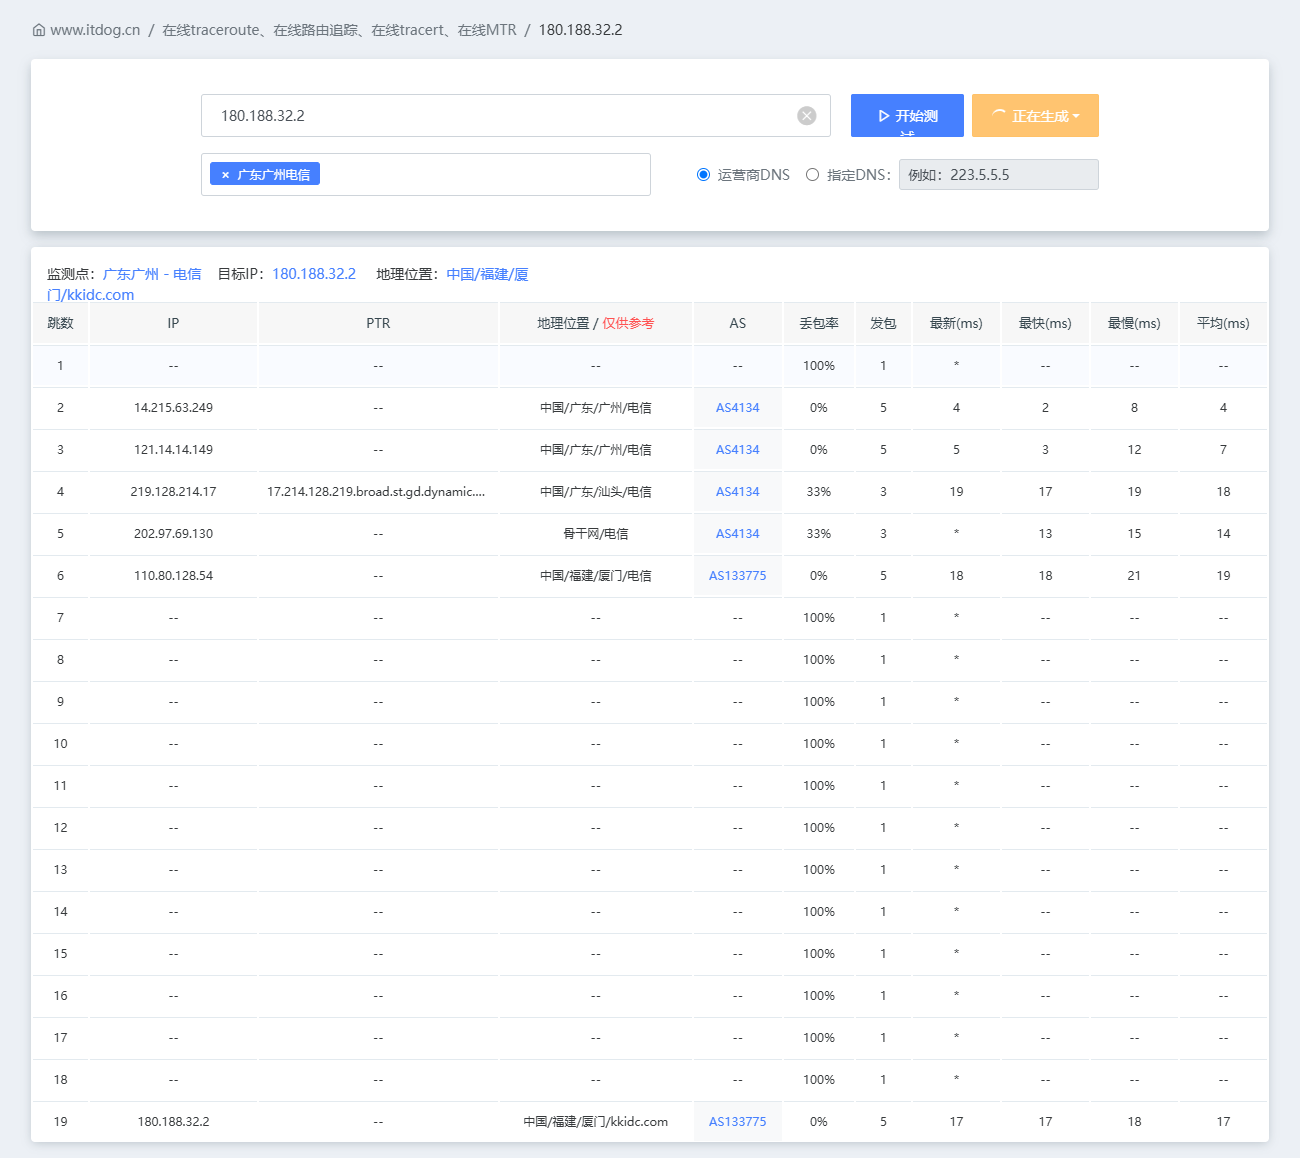 www.itdog.cn / 在线traceroute、在线路由追踪、在线tracert、在线MTR / 180.188.32.2
180.188.32.2 开始测试 正在生成
× 广东广州电信 运营商DNS 指定DNS： 例如：223.5.5.5
监测点：广东广州 - 电信 目标IP：180.188.32.2 地理位置：中国/福建/厦
门/kkidc.com
跳数 IP PTR 地理位置 / 仅供参考 AS 丢包率 发包 最新(ms) 最快(ms) 最慢(ms) 平均(ms)
1 -- -- -- -- 100% 1 * -- -- --
2 14.215.63.249 -- 中国/广东/广州/电信 AS4134 0% 5 4 2 8 4
3 121.14.14.149 -- 中国/广东/广州/电信 AS4134 0% 5 5 3 12 7
4 219.128.214.17 17.214.128.219.broad.st.gd.dynamic.... 中国/广东/汕头/电信 AS4134 33% 3 19 17 19 18
5 202.97.69.130 -- 骨干网/电信 AS4134 33% 3 * 13 15 14
6 110.80.128.54 -- 中国/福建/厦门/电信 AS133775 0% 5 18 18 21 19
7 -- -- -- -- 100% 1 * -- -- --
8 -- -- -- -- 100% 1 * -- -- --
9 -- -- -- -- 100% 1 * -- -- --
10 -- -- -- -- 100% 1 * -- -- --
11 -- -- -- -- 100% 1 * -- -- --
12 -- -- -- -- 100% 1 * -- -- --
13 -- -- -- -- 100% 1 * -- -- --
14 -- -- -- -- 100% 1 * -- -- --
15 -- -- -- -- 100% 1 * -- -- --
16 -- -- -- -- 100% 1 * -- -- --
17 -- -- -- -- 100% 1 * -- -- --
18 -- -- -- -- 100% 1 * -- -- --
19 180.188.32.2 -- 中国/福建/厦门/kkidc.com AS133775 0% 5 17 17 18 17